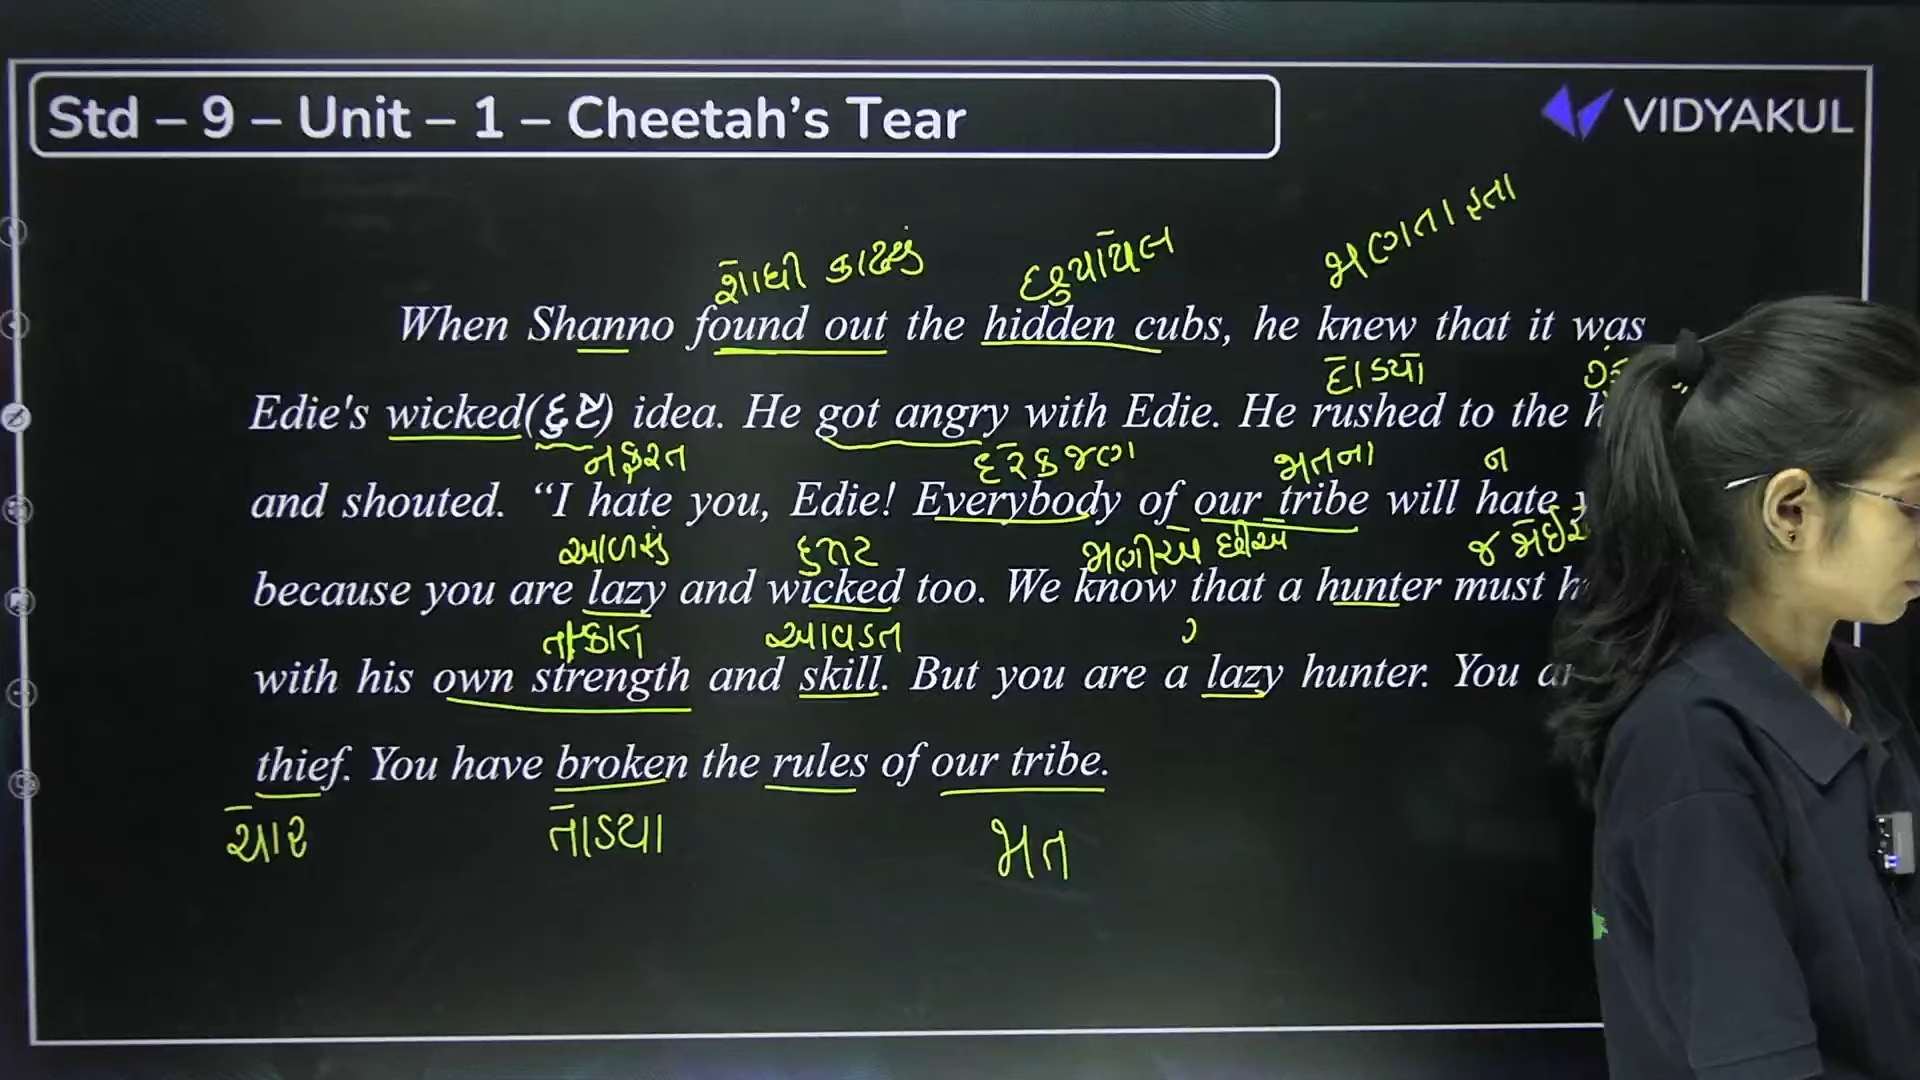 Std – 9 – Unit – 1 – Cheetah's Tear
VIDYAKUL
શોધી કાઢ્યું છુપાયેલ જાણતા હતા
When Shanno found out the hidden cubs, he knew that it was
દોડ્યો
Edie's wicked(દુષ્ટ) idea. He got angry with Edie. He rushed to the
નફરત દરેક જણ જાતના ન
and shouted. “I hate you, Edie! Everybody of our tribe will hate
આળસુ દુષ્ટ જાણીએ છીએ જ જોઈએ
because you are lazy and wicked too. We know that a hunter must
તાકાત આવડત
with his own strength and skill. But you are a lazy hunter. You
thief. You have broken the rules of our tribe.
ચોર તોડ્યા જાત